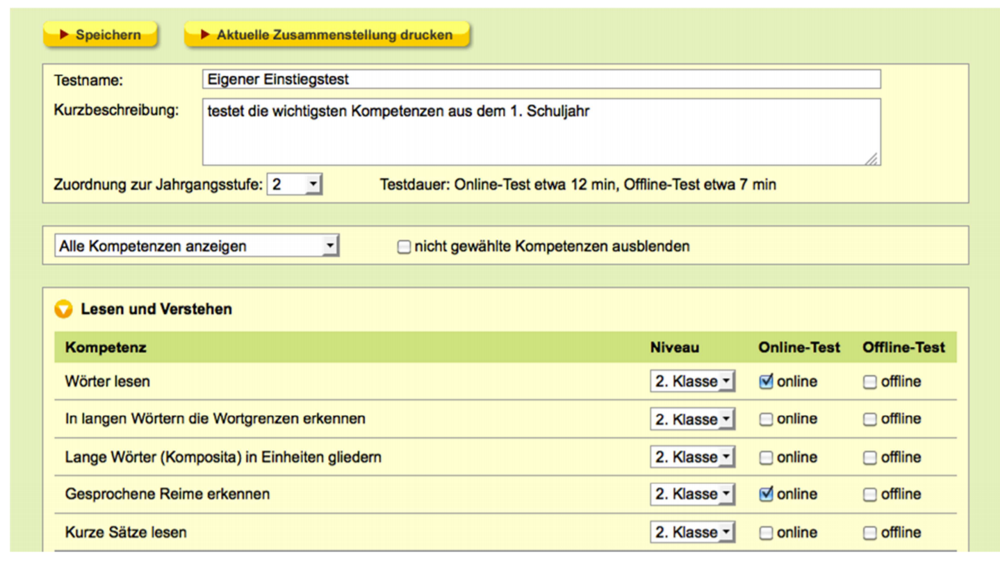 Speichern Aktuelle Zusammenstellung drucken
Testname: Eigener Einstiegstest
Kurzbeschreibung: testet die wichtigsten Kompetenzen aus dem 1. Schuljahr
Zuordnung zur Jahrgangsstufe: 2 Testdauer: Online-Test etwa 12 min, Offline-Test etwa 7 min
Alle Kompetenzen anzeigen nicht gewählte Kompetenzen ausblenden
Lesen und Verstehen
Kompetenz Niveau Online-Test Offline-Test
Wörter lesen 2. Klasse online offline
In langen Wörtern die Wortgrenzen erkennen 2. Klasse online offline
Lange Wörter (Komposita) in Einheiten gliedern 2. Klasse online offline
Gesprochene Reime erkennen 2. Klasse online offline
Kurze Sätze lesen 2. Klasse online offline